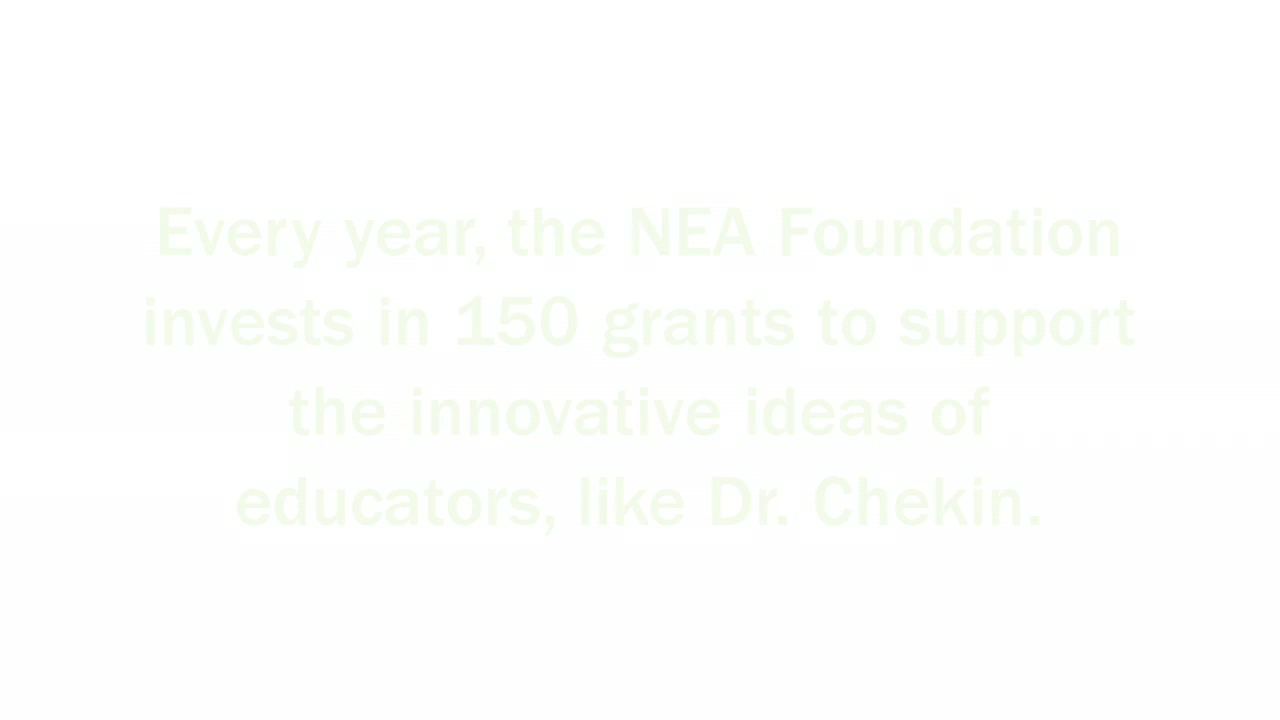 Every year, the NEA Foundation
invests in 150 grants to support
the innovative ideas of
educators, like Dr. Chekin.